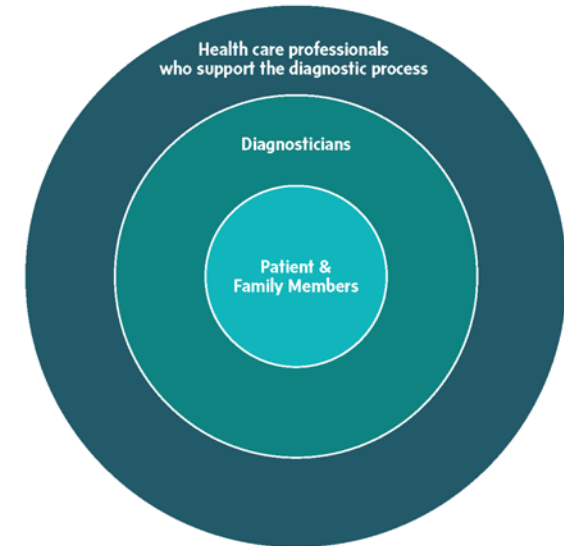 Health care professionals
who support the diagnostic process
Diagnosticians
Patient &
Family Members